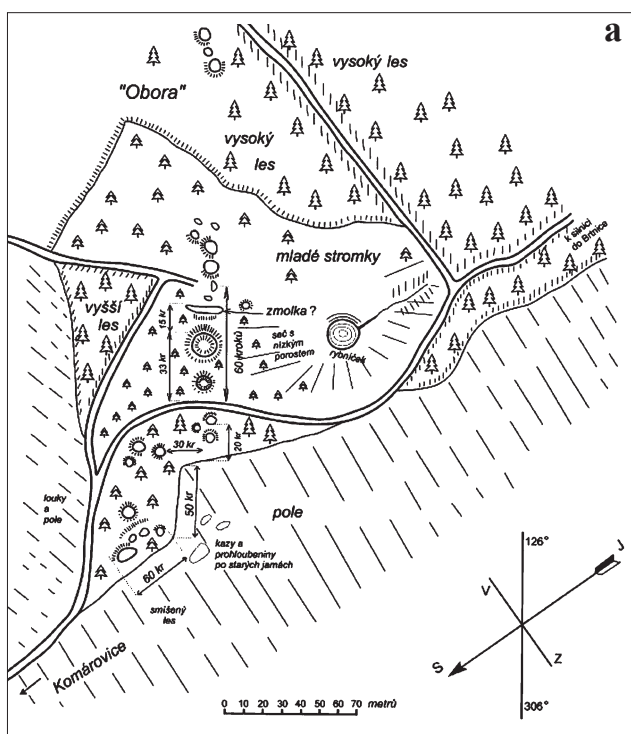 a
vysoký les
"Obora"
vysoký
les
k silnici
do Brtnice
mladé stromky
vyšší
les
zmolka ?
15 kr
33 kr
60 kroků
seč s
nízkým
porostem
rybníček
30 kr
20 kr
50 kr
louky
a
pole
pole
kazy a
prohloubeniny
po starých jamách
60 kr
smíšený
les
Komárovice
126°
J
V
S
Z
306°
0 10 20 30 40 50 60 70 metrů